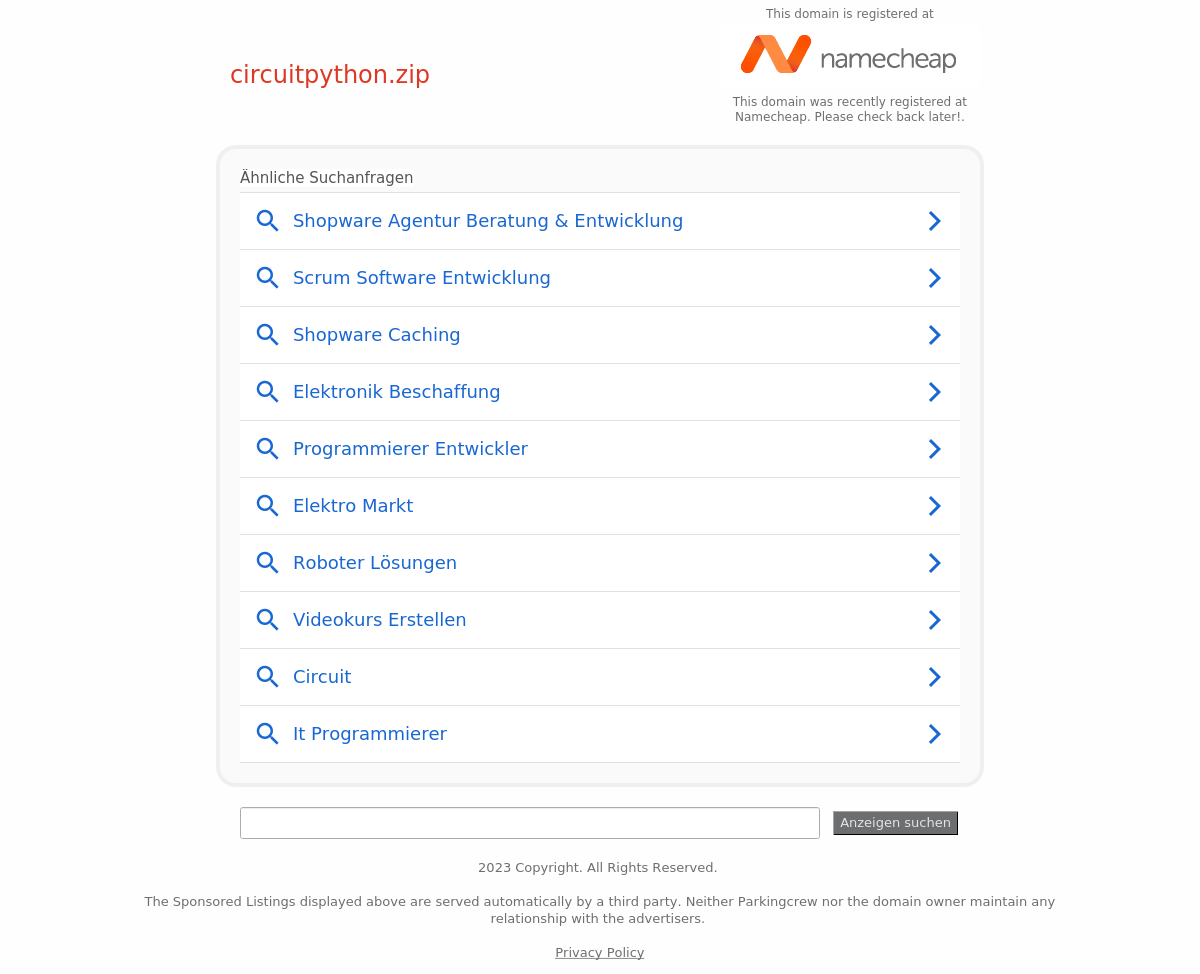 This domain is registered at
namecheap
circuitpython.zip
This domain was recently registered at
Namecheap. Please check back later!.
Ähnliche Suchanfragen
Shopware Agentur Beratung & Entwicklung
Scrum Software Entwicklung
Shopware Caching
Elektronik Beschaffung
Programmierer Entwickler
Elektro Markt
Roboter Lösungen
Videokurs Erstellen
Circuit
It Programmierer
Anzeigen suchen
2023 Copyright. All Rights Reserved.
The Sponsored Listings displayed above are served automatically by a third party. Neither Parkingcrew nor the domain owner maintain any
relationship with the advertisers.
Privacy Policy